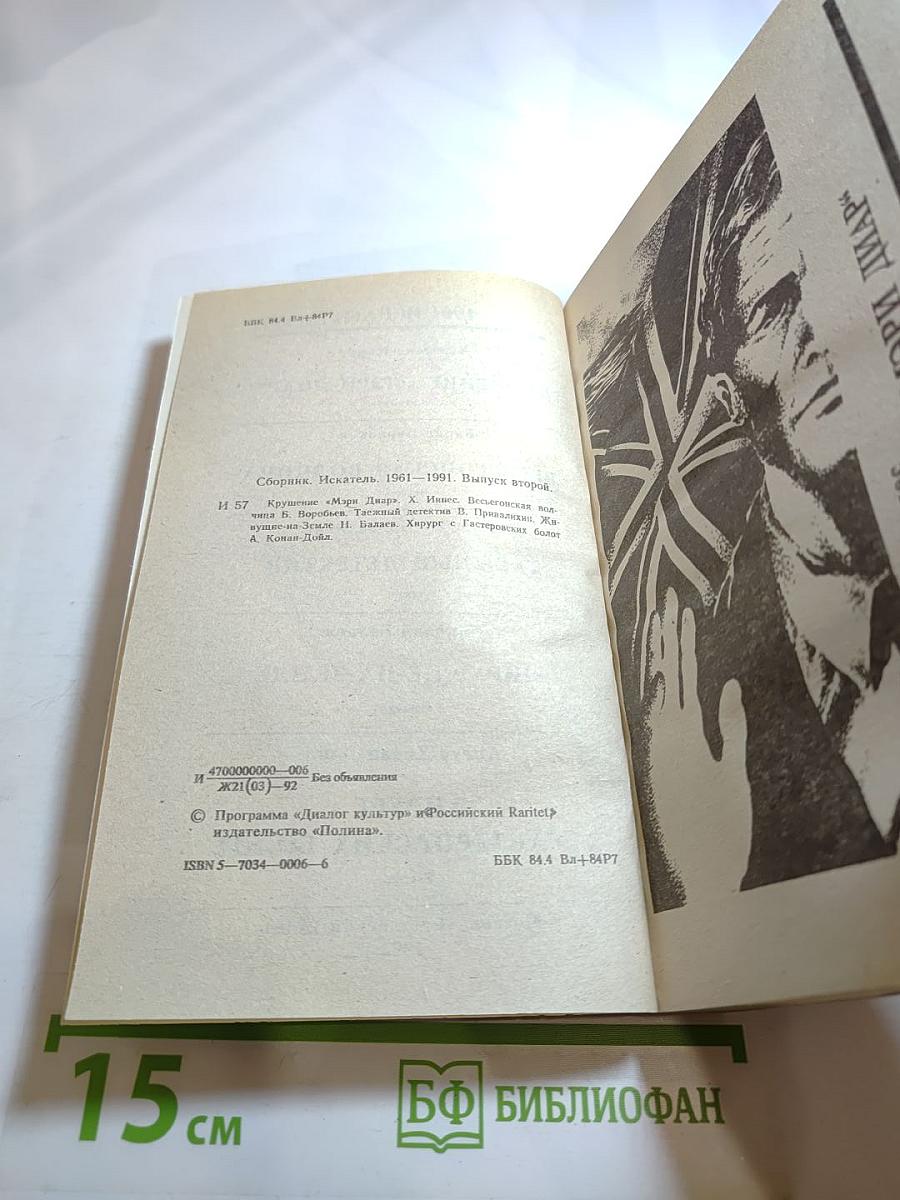 ББК 84.4 Вл+84Р7
Сборник. Искатель. 1961—1991. Выпуск второй.
И 57 Крушение «Мэри Диар». Х. Иннес. Весьегонская вол-
чица Б. Воробьев. Таежный детектив В. Привалихин. Жи-
вущие-на-Земле Н. Балаев. Хирург с Гастеровских болот
А. Конан-Дойл.
И 4700000000—006
Ж21(03)—92 Без объявления
© Программа «Диалог культур» и «Российский Raritet»
издательство «Полина».
ISBN 5—7034—0006—6 ББК 84.4 Вл+84Р7
ДИАР“
15 см
БФ БИБЛИОФАН